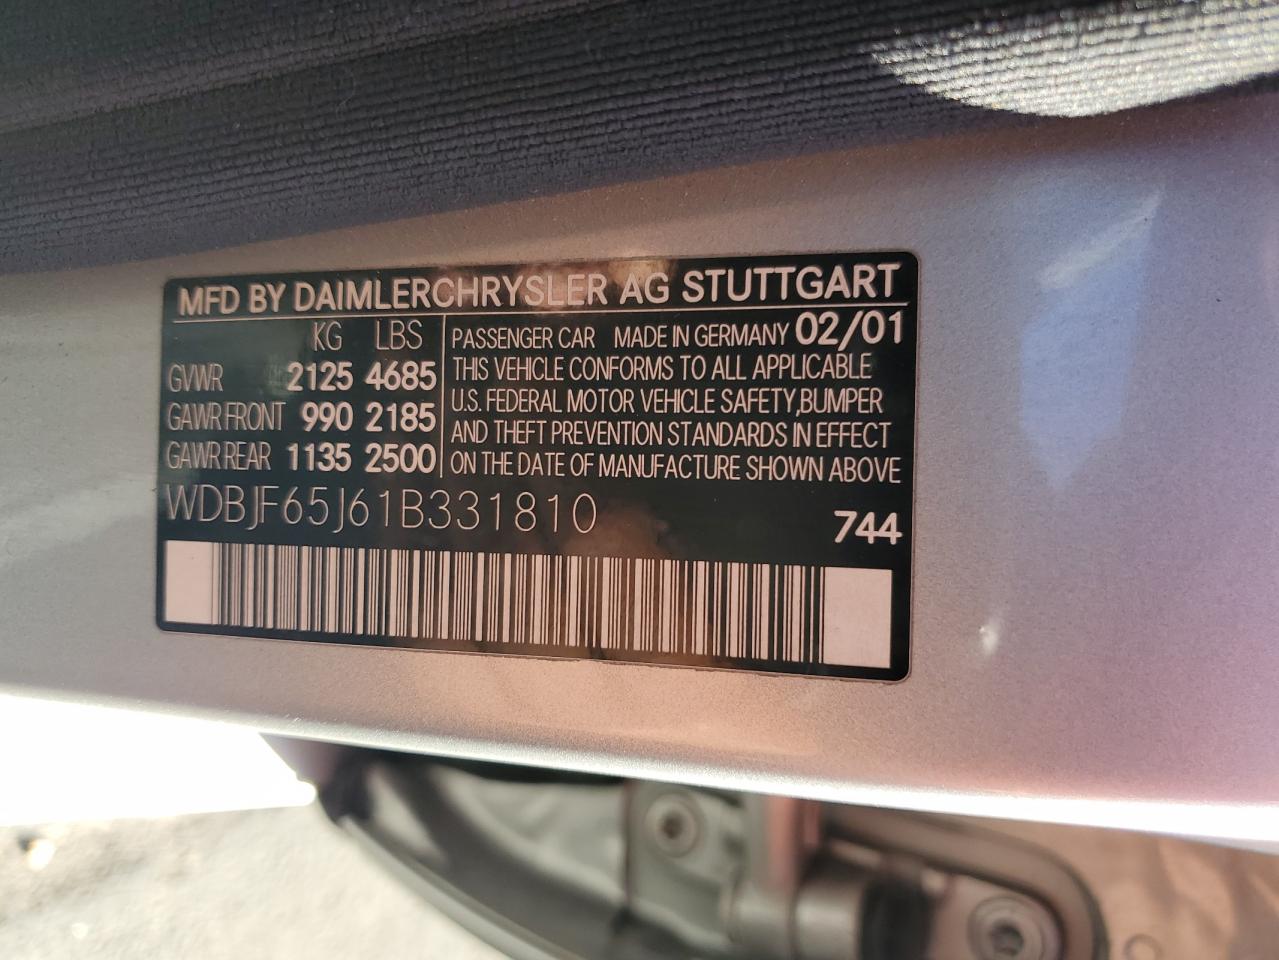 MFD BY DAIMLERCHRYSLER AG STUTTGART
KG LBS
GVWR 2125 4685
GAWR FRONT 990 2185
GAWR REAR 1135 2500
PASSENGER CAR MADE IN GERMANY 02/01
THIS VEHICLE CONFORMS TO ALL APPLICABLE
U.S. FEDERAL MOTOR VEHICLE SAFETY,BUMPER
AND THEFT PREVENTION STANDARDS IN EFFECT
ON THE DATE OF MANUFACTURE SHOWN ABOVE
WDBJF65J61B331810
744